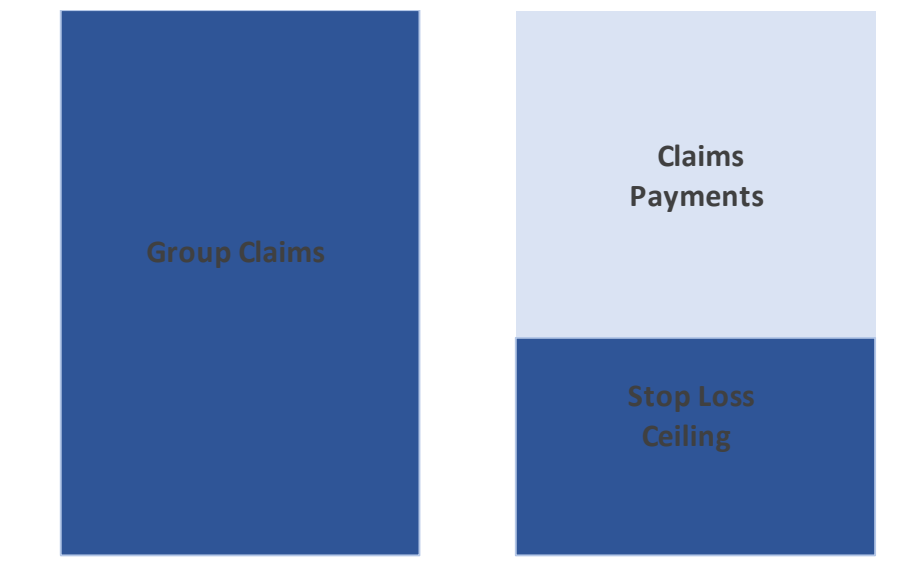 Group Claims
Claims
Payments
Stop Loss
Ceiling